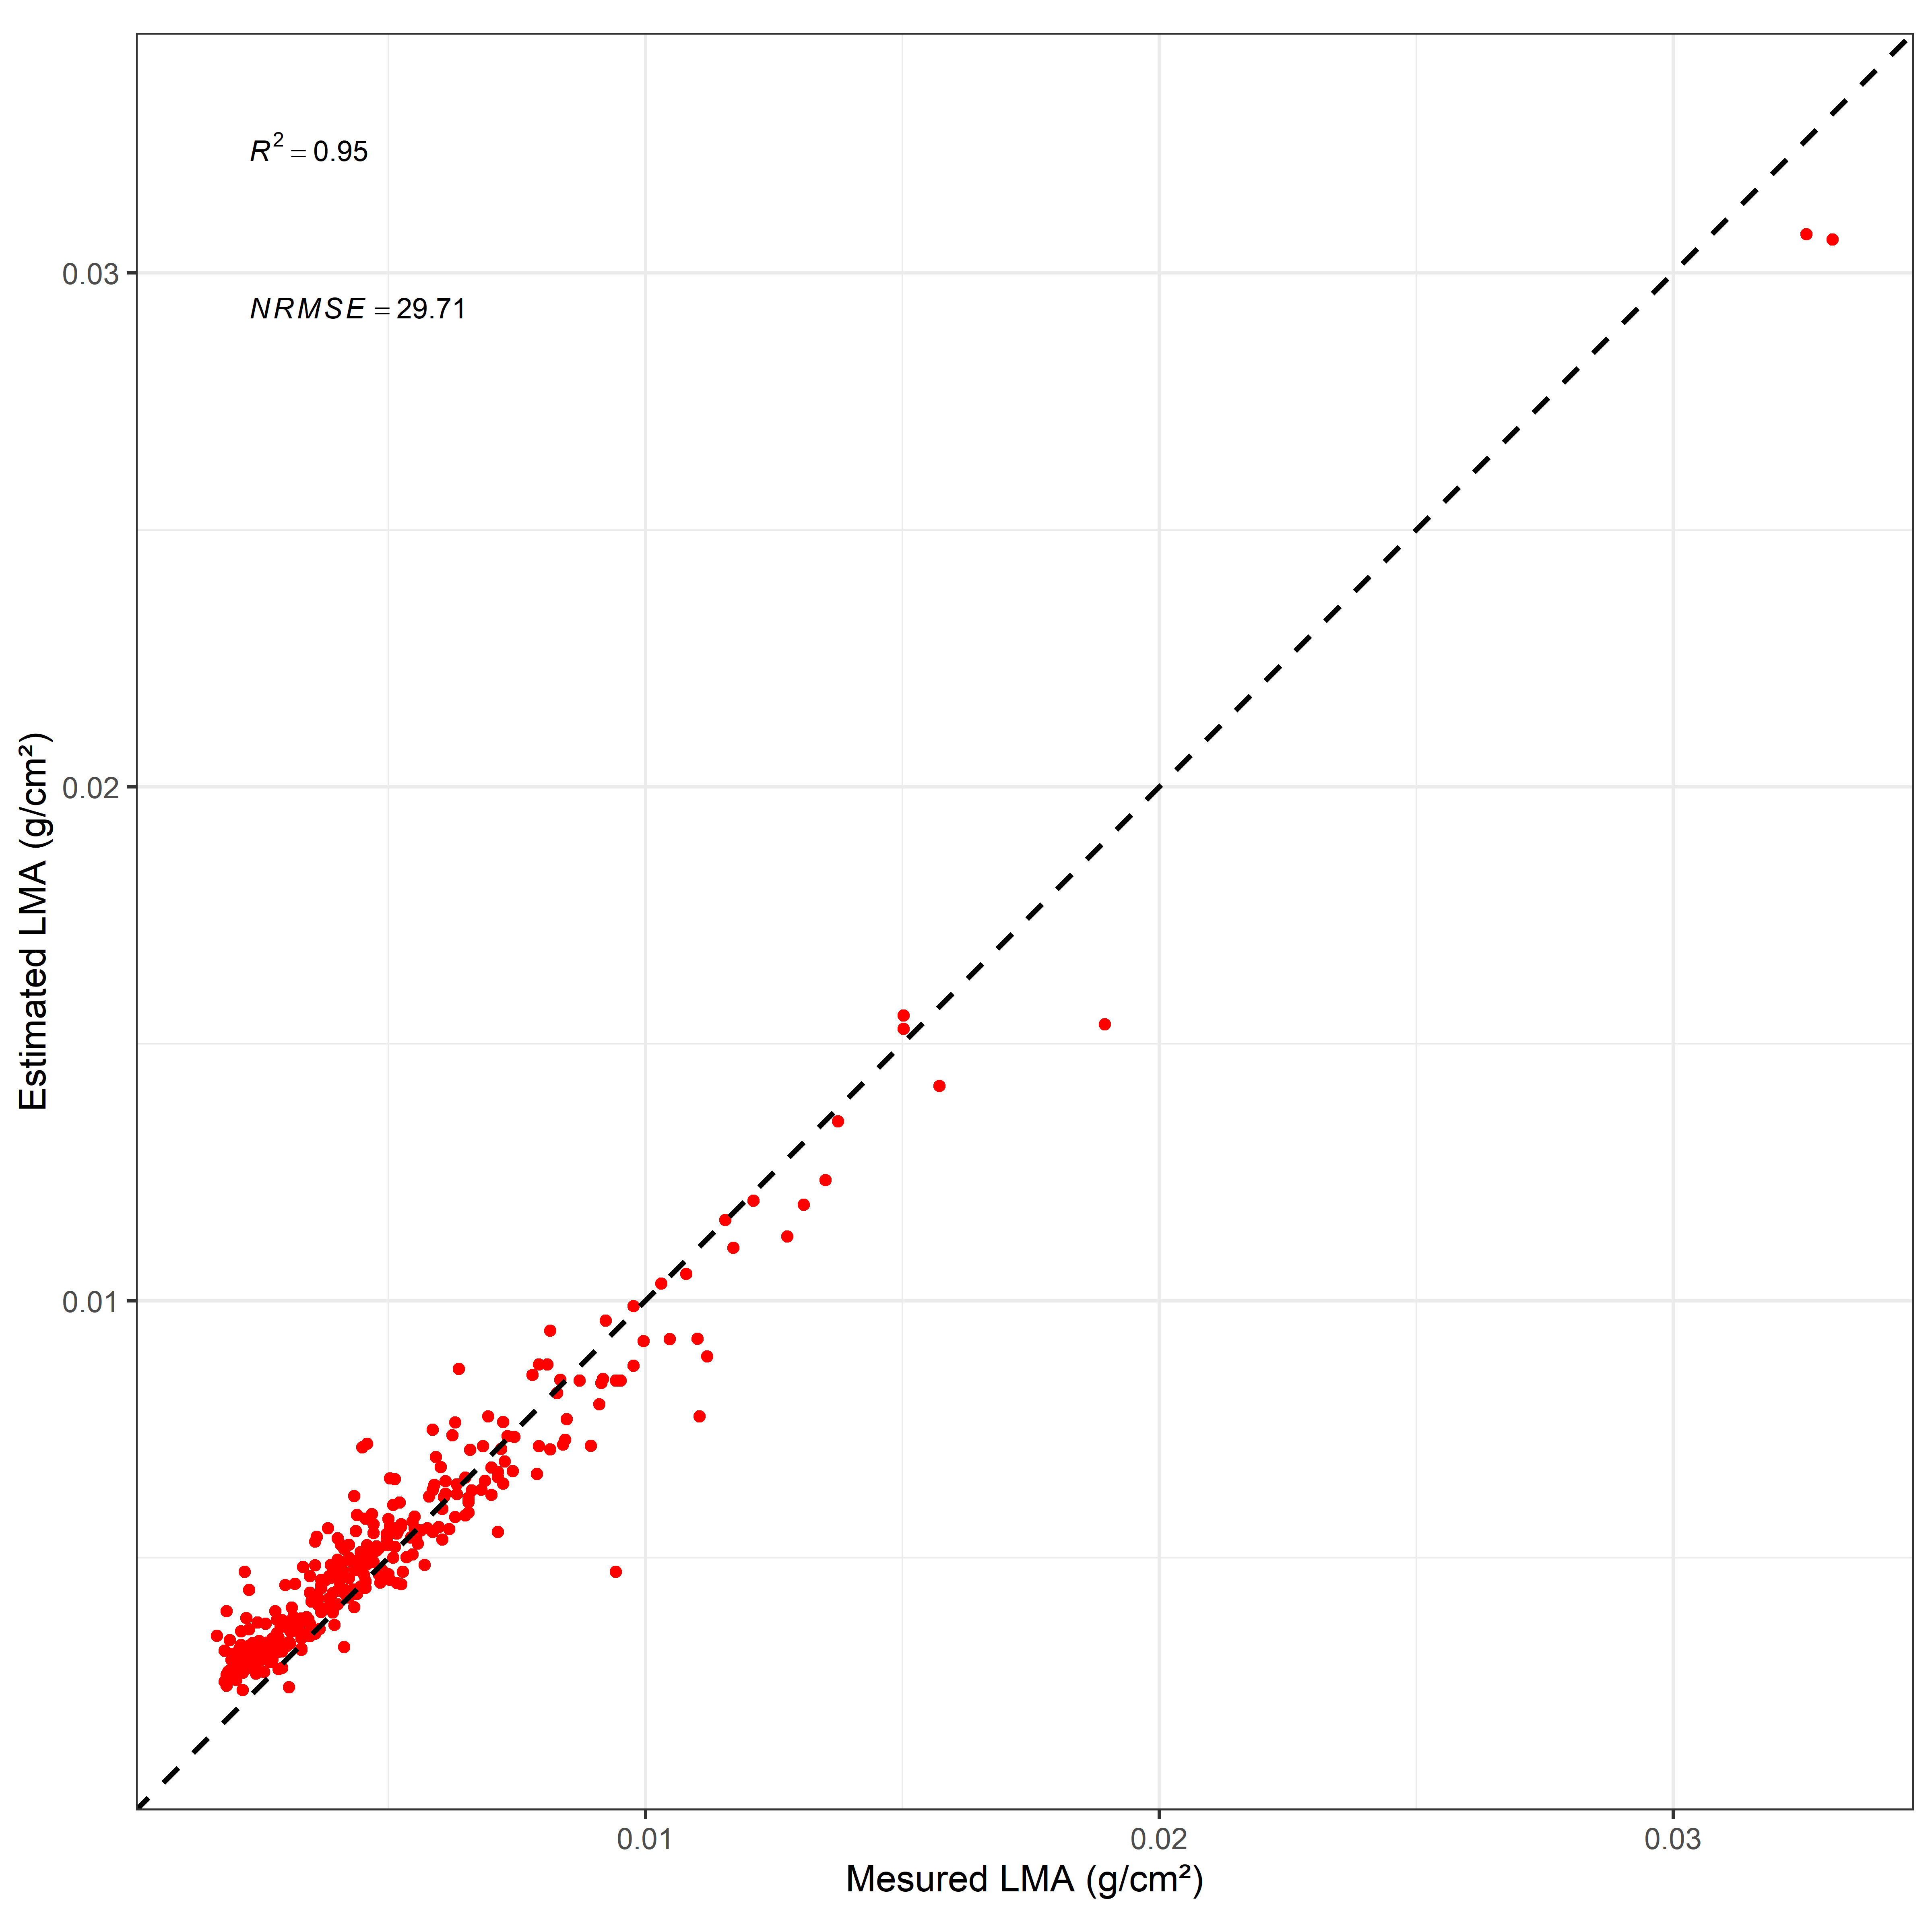 R² = 0.95
NRMSE = 29.71
0.03
0.02
0.01
Estimated LMA (g/cm²)
0.01 0.02 0.03
Mesured LMA (g/cm²)